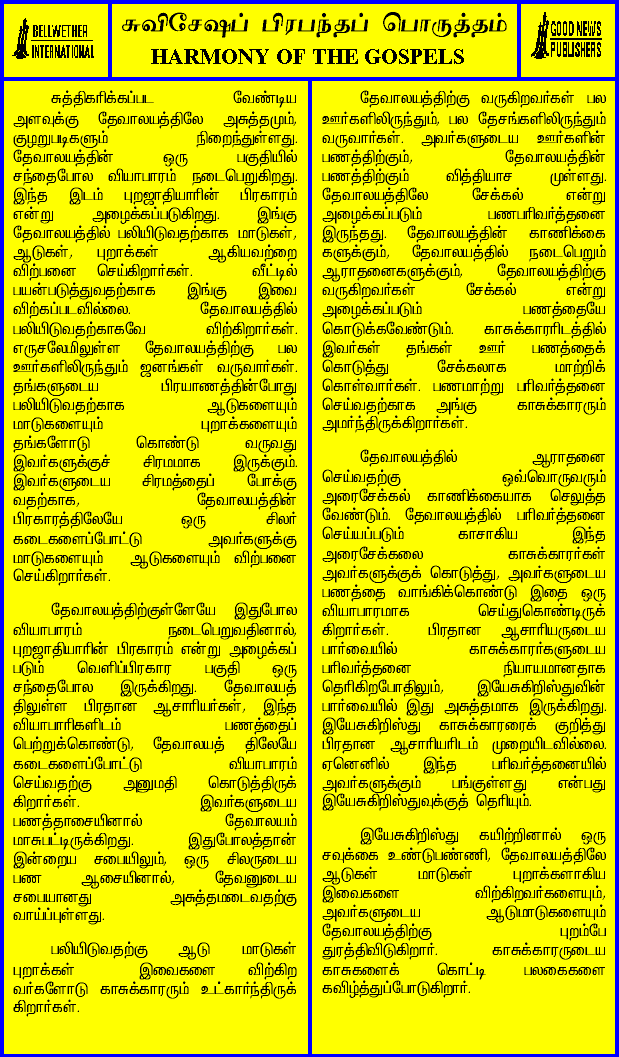 BELLWETHER
INTERNATIONAL
சுவிசேஷப் பிரபந்தப் பொருத்தம்
HARMONY OF THE GOSPELS
GOOD NEWS
PUBLISHERS
சுத்திகரிக்கப்பட வேண்டிய
அளவுக்கு தேவாலயத்திலே அசுத்தமும்,
குழறுபடிகளும் நிறைந்துள்ளது.
தேவாலயத்தின் ஒரு பகுதியில்
சந்தைபோல வியாபாரம் நடைபெறுகிறது.
இந்த இடம் புறஜாதியாரின் பிரகாரம்
என்று அழைக்கப்படுகிறது. இங்கு
தேவாலயத்தில் பலியிடுவதற்காக மாடுகள்,
ஆடுகள், புறாக்கள் ஆகியவற்றை
விற்பனை செய்கிறார்கள். வீட்டில்
பயன்படுத்துவதற்காக இங்கு இவை
விற்கப்படவில்லை. தேவாலயத்தில்
பலியிடுவதற்காகவே விற்கிறார்கள்.
எருசலேமிலுள்ள தேவாலயத்திற்கு பல
ஊர்களிலிருந்தும் ஜனங்கள் வருவார்கள்.
தங்களுடைய பிரயாணத்தின்போது
பலியிடுவதற்காக ஆடுகளையும்
மாடுகளையும் புறாக்களையும்
தங்களோடு கொண்டு வருவது
இவர்களுக்குச் சிரமமாக இருக்கும்.
இவர்களுடைய சிரமத்தைப் போக்கு
வதற்காக, தேவாலயத்தின்
பிரகாரத்திலேயே ஒரு சிலர்
கடைகளைப்போட்டு அவர்களுக்கு
மாடுகளையும் ஆடுகளையும் விற்பனை
செய்கிறார்கள்.
தேவாலயத்திற்குள்ளேயே இதுபோல
வியாபாரம் நடைபெறுவதினால்,
புறஜாதியாரின் பிரகாரம் என்று அழைக்கப்
படும் வெளிப்பிரகார பகுதி ஒரு
சந்தைபோல இருக்கிறது. தேவாலயத்
திலுள்ள பிரதான ஆசாரியர்கள், இந்த
வியாபாரிகளிடம் பணத்தைப்
பெற்றுக்கொண்டு, தேவாலயத் திலேயே
கடைகளைப்போட்டு வியாபாரம்
செய்வதற்கு அனுமதி கொடுத்திருக்
கிறார்கள். இவர்களுடைய
பணத்தாசையினால் தேவாலயம்
மாசுபட்டிருக்கிறது. இதுபோலத்தான்
இன்றைய சபையிலும், ஒரு சிலருடைய
பண ஆசையினால், தேவனுடைய
சபையானது அசுத்தமடைவதற்கு
வாய்ப்புள்ளது.
பலியிடுவதற்கு ஆடு மாடுகள்
புறாக்கள் இவைகளை விற்கிற
வர்களோடு காசுக்காரரும் உட்கார்ந்திருக்
கிறார்கள்.
தேவாலயத்திற்கு வருகிறவர்கள் பல
ஊர்களிலிருந்தும், பல தேசங்களிலிருந்தும்
வருவார்கள். அவர்களுடைய ஊர்களின்
பணத்திற்கும், தேவாலயத்தின்
பணத்திற்கும் வித்தியாச முள்ளது.
தேவாலயத்திலே சேக்கல் என்று
அழைக்கப்படும் பணபரிவர்த்தனை
இருந்தது. தேவாலயத்தின் காணிக்கை
களுக்கும், தேவாலயத்தில் நடைபெறும்
ஆராதனைகளுக்கும், தேவாலயத்திற்கு
வருகிறவர்கள் சேக்கல் என்று
அழைக்கப்படும் பணத்தையே
கொடுக்கவேண்டும். காசுக்காரரிடத்தில்
இவர்கள் தங்கள் ஊர் பணத்தைக்
கொடுத்து சேக்கலாக மாற்றிக்
கொள்வார்கள். பணமாற்று பரிவர்த்தனை
செய்வதற்காக அங்கு காசுக்காரரும்
அமர்ந்திருக்கிறார்கள்.
தேவாலயத்தில் ஆராதனை
செய்வதற்கு ஒவ்வொருவரும்
அரைசேக்கல் காணிக்கையாக செலுத்த
வேண்டும். தேவாலயத்தில் பரிவர்த்தனை
செய்யப்படும் காசாகிய இந்த
அரைசேக்கலை காசுக்காரர்கள்
அவர்களுக்குக் கொடுத்து, அவர்களுடைய
பணத்தை வாங்கிக்கொண்டு இதை ஒரு
வியாபாரமாக செய்துகொண்டிருக்
கிறார்கள். பிரதான ஆசாரியருடைய
பார்வையில் காசுக்காரர்களுடைய
பரிவர்த்தனை நியாயமானதாக
தெரிகிறபோதிலும், இயேசுகிறிஸ்துவின்
பார்வையில் இது அசுத்தமாக இருக்கிறது.
இயேசுகிறிஸ்து காசுக்காரரைக் குறித்து
பிரதான ஆசாரியரிடம் முறையிடவில்லை.
ஏனெனில் இந்த பரிவர்த்தனையில்
அவர்களுக்கும் பங்குள்ளது என்பது
இயேசுகிறிஸ்துவுக்குத் தெரியும்.
இயேசுகிறிஸ்து கயிற்றினால் ஒரு
சவுக்கை உண்டுபண்ணி, தேவாலயத்திலே
ஆடுகள் மாடுகள் புறாக்களாகிய
இவைகளை விற்கிறவர்களையும்,
அவர்களுடைய ஆடுமாடுகளையும்
தேவாலயத்திற்கு புறம்பே
துரத்திவிடுகிறார். காசுக்காரருடைய
காசுகளைக் கொட்டி பலகைகளை
கவிழ்த்துப்போடுகிறார்.